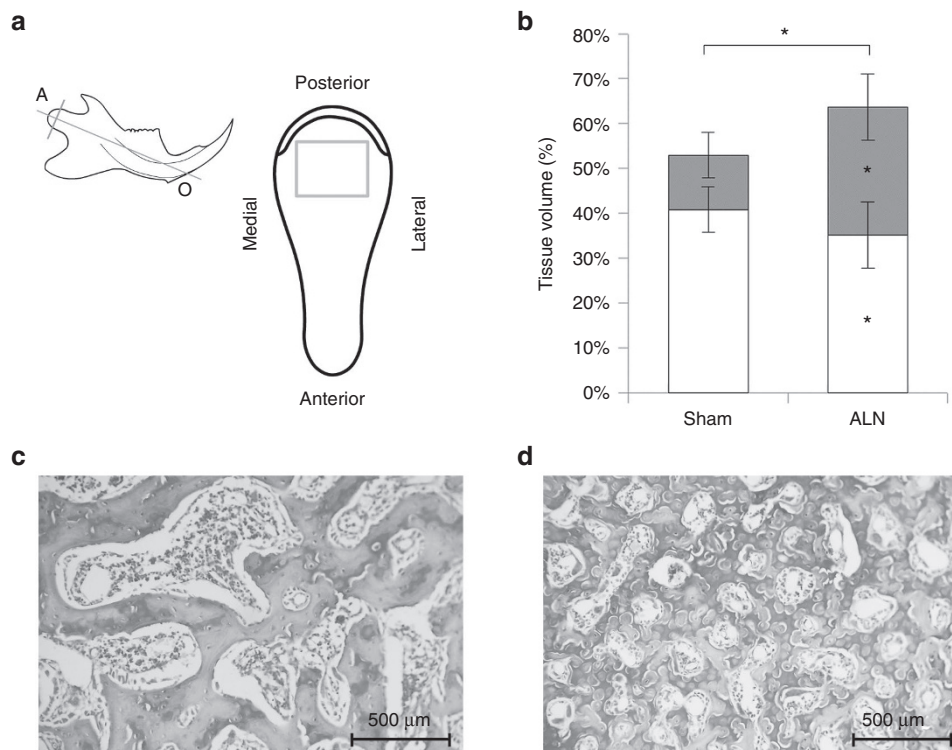 a
A
O
Posterior
Medial
Lateral
Anterior
b
80%
70%
60%
50%
40%
30%
20%
10%
0%
Tissue volume (%)
*
*
*
Sham
ALN
c
500 μm
d
500 μm